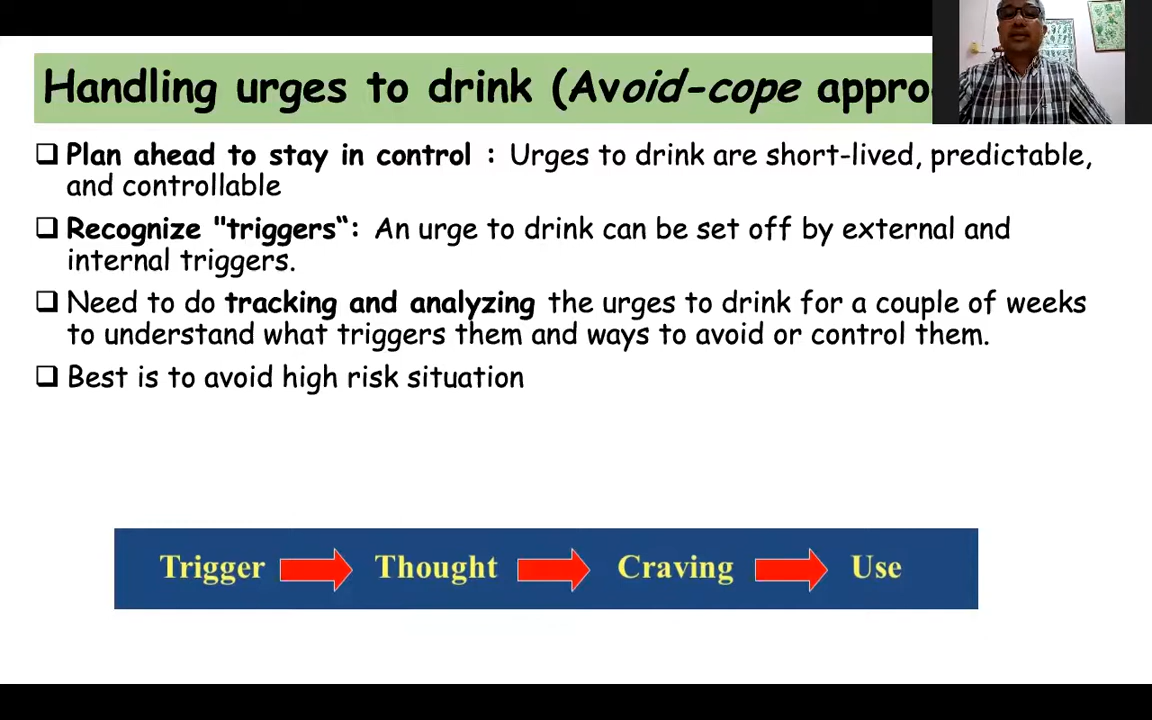 Handling urges to drink (Avoid-cope appro
❑ Plan ahead to stay in control : Urges to drink are short-lived, predictable,
and controllable
❑ Recognize "triggers“: An urge to drink can be set off by external and
internal triggers.
❑ Need to do tracking and analyzing the urges to drink for a couple of weeks
to understand what triggers them and ways to avoid or control them.
❑ Best is to avoid high risk situation
Trigger Thought Craving Use